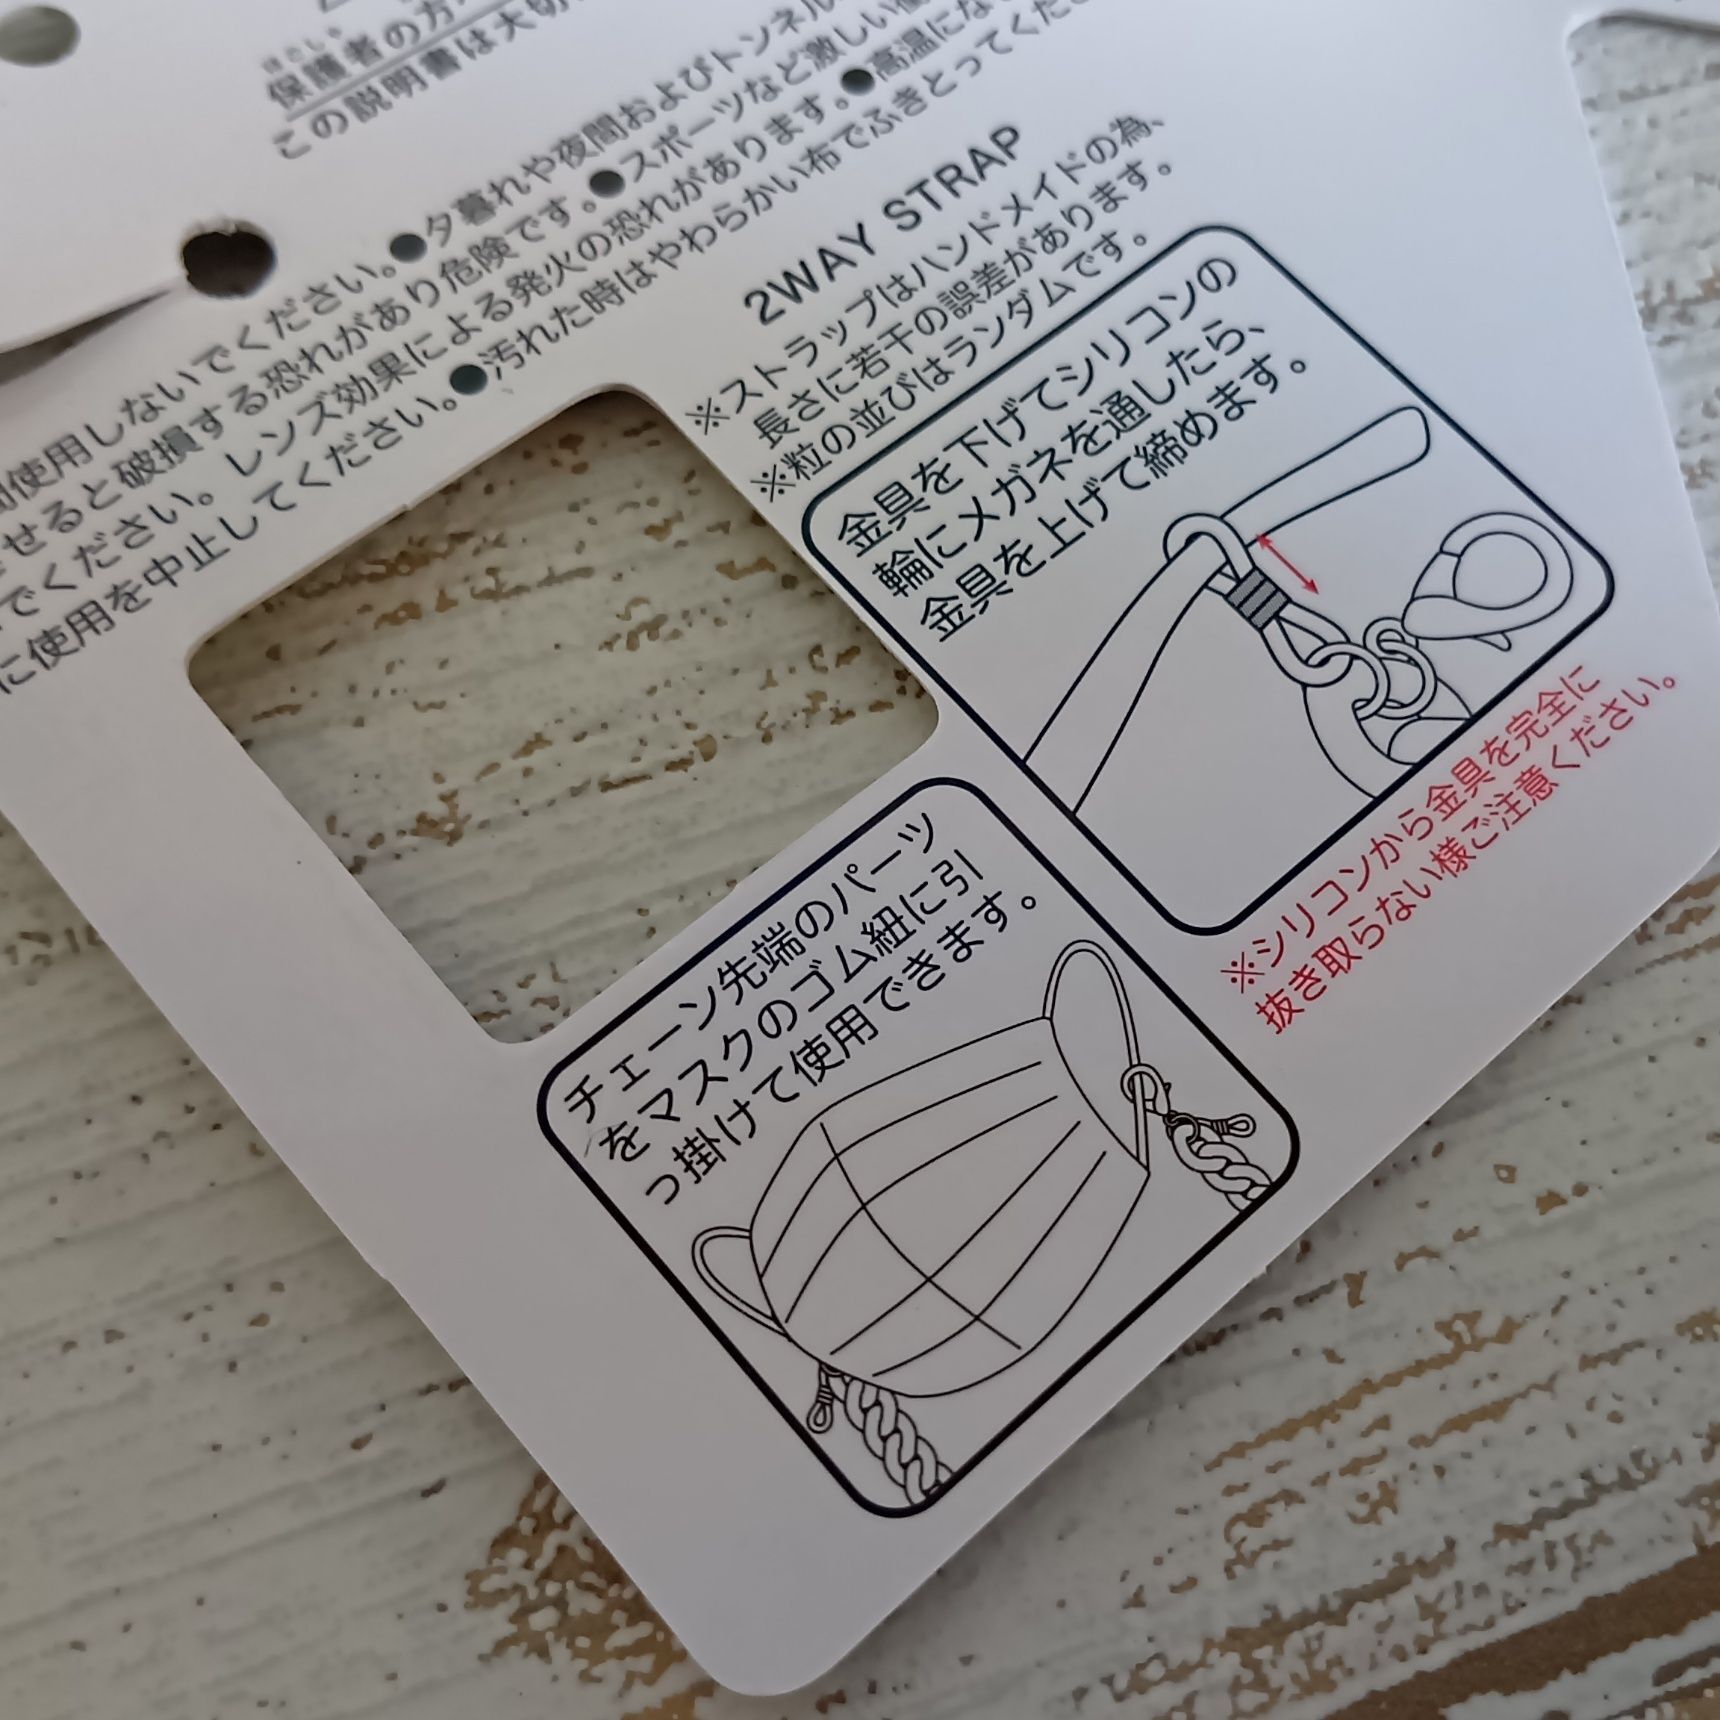 ほごしゃ
保護者の方
この説明書は大切
使用しないでください。●夕暮れや夜間およびトンネル
せると破損する恐れがあり危険です。●スポーツなど激しい
でください。レンズ効果による発火の恐れがあります。●高温にな
に使用を中止してください。●汚れた時はやわらかい布でふきとってくだ
2WAY STRAP
※ストラップはハンドメイドの為、
長さに若干の誤差があります。
※粒の並びはランダムです。
金具を下げてシリコンの
輪にメガネを通したら、
金具を上げて締めます。
※シリコンから金具を完全に
抜き取らない様ご注意ください。
チェーン先端のパーツ
をマスクのゴム紐に引
っ掛けて使用できます。